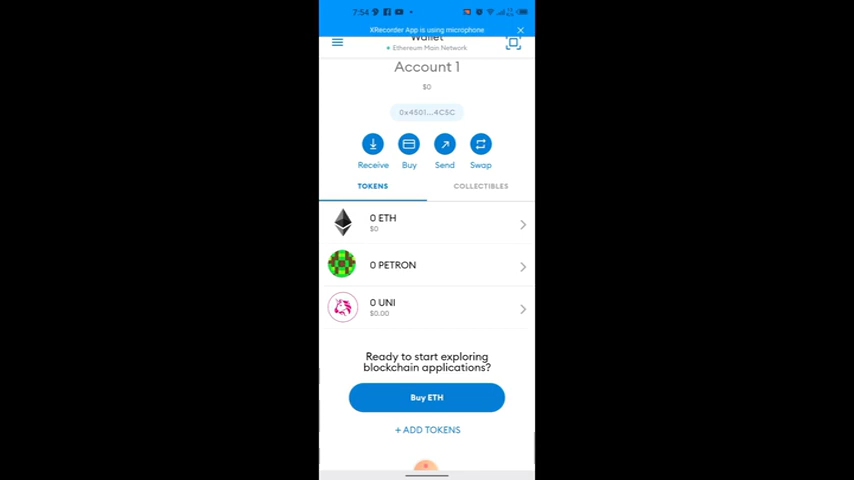 7:54
XRecorder App is using microphone
Wallet
Ethereum Main Network
Account 1
$0
0x4501...4C5C
Receive
Buy
Send
Swap
TOKENS
COLLECTIBLES
0 ETH
$0
0 PETRON
0 UNI
$0.00
Ready to start exploring
blockchain applications?
Buy ETH
+ ADD TOKENS